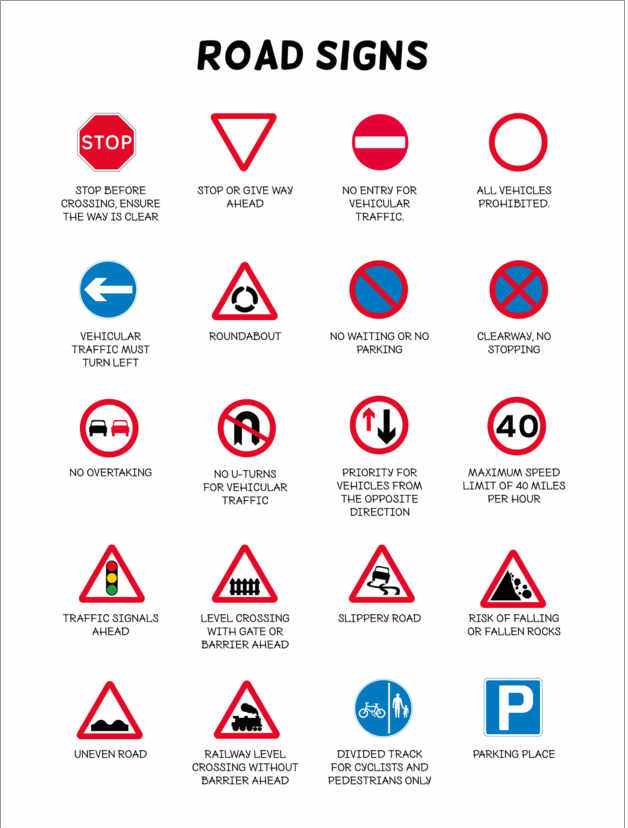 ROAD SIGNS
STOP
STOP BEFORE
CROSSING, ENSURE
THE WAY IS CLEAR
STOP OR GIVE WAY
AHEAD
NO ENTRY FOR
VEHICULAR
TRAFFIC.
ALL VEHICLES
PROHIBITED.
VEHICULAR
TRAFFIC MUST
TURN LEFT
ROUNDABOUT
NO WAITING OR NO
PARKING
CLEARWAY, NO
STOPPING
NO OVERTAKING
NO U-TURNS
FOR VEHICULAR
TRAFFIC
PRIORITY FOR
VEHICLES FROM
THE OPPOSITE
DIRECTION
40
MAXIMUM SPEED
LIMIT OF 40 MILES
PER HOUR
TRAFFIC SIGNALS
AHEAD
LEVEL CROSSING
WITH GATE OR
BARRIER AHEAD
SLIPPERY ROAD
RISK OF FALLING
OR FALLEN ROCKS
UNEVEN ROAD
RAILWAY LEVEL
CROSSING WITHOUT
BARRIER AHEAD
DIVIDED TRACK
FOR CYCLISTS AND
PEDESTRIANS ONLY
P
PARKING PLACE